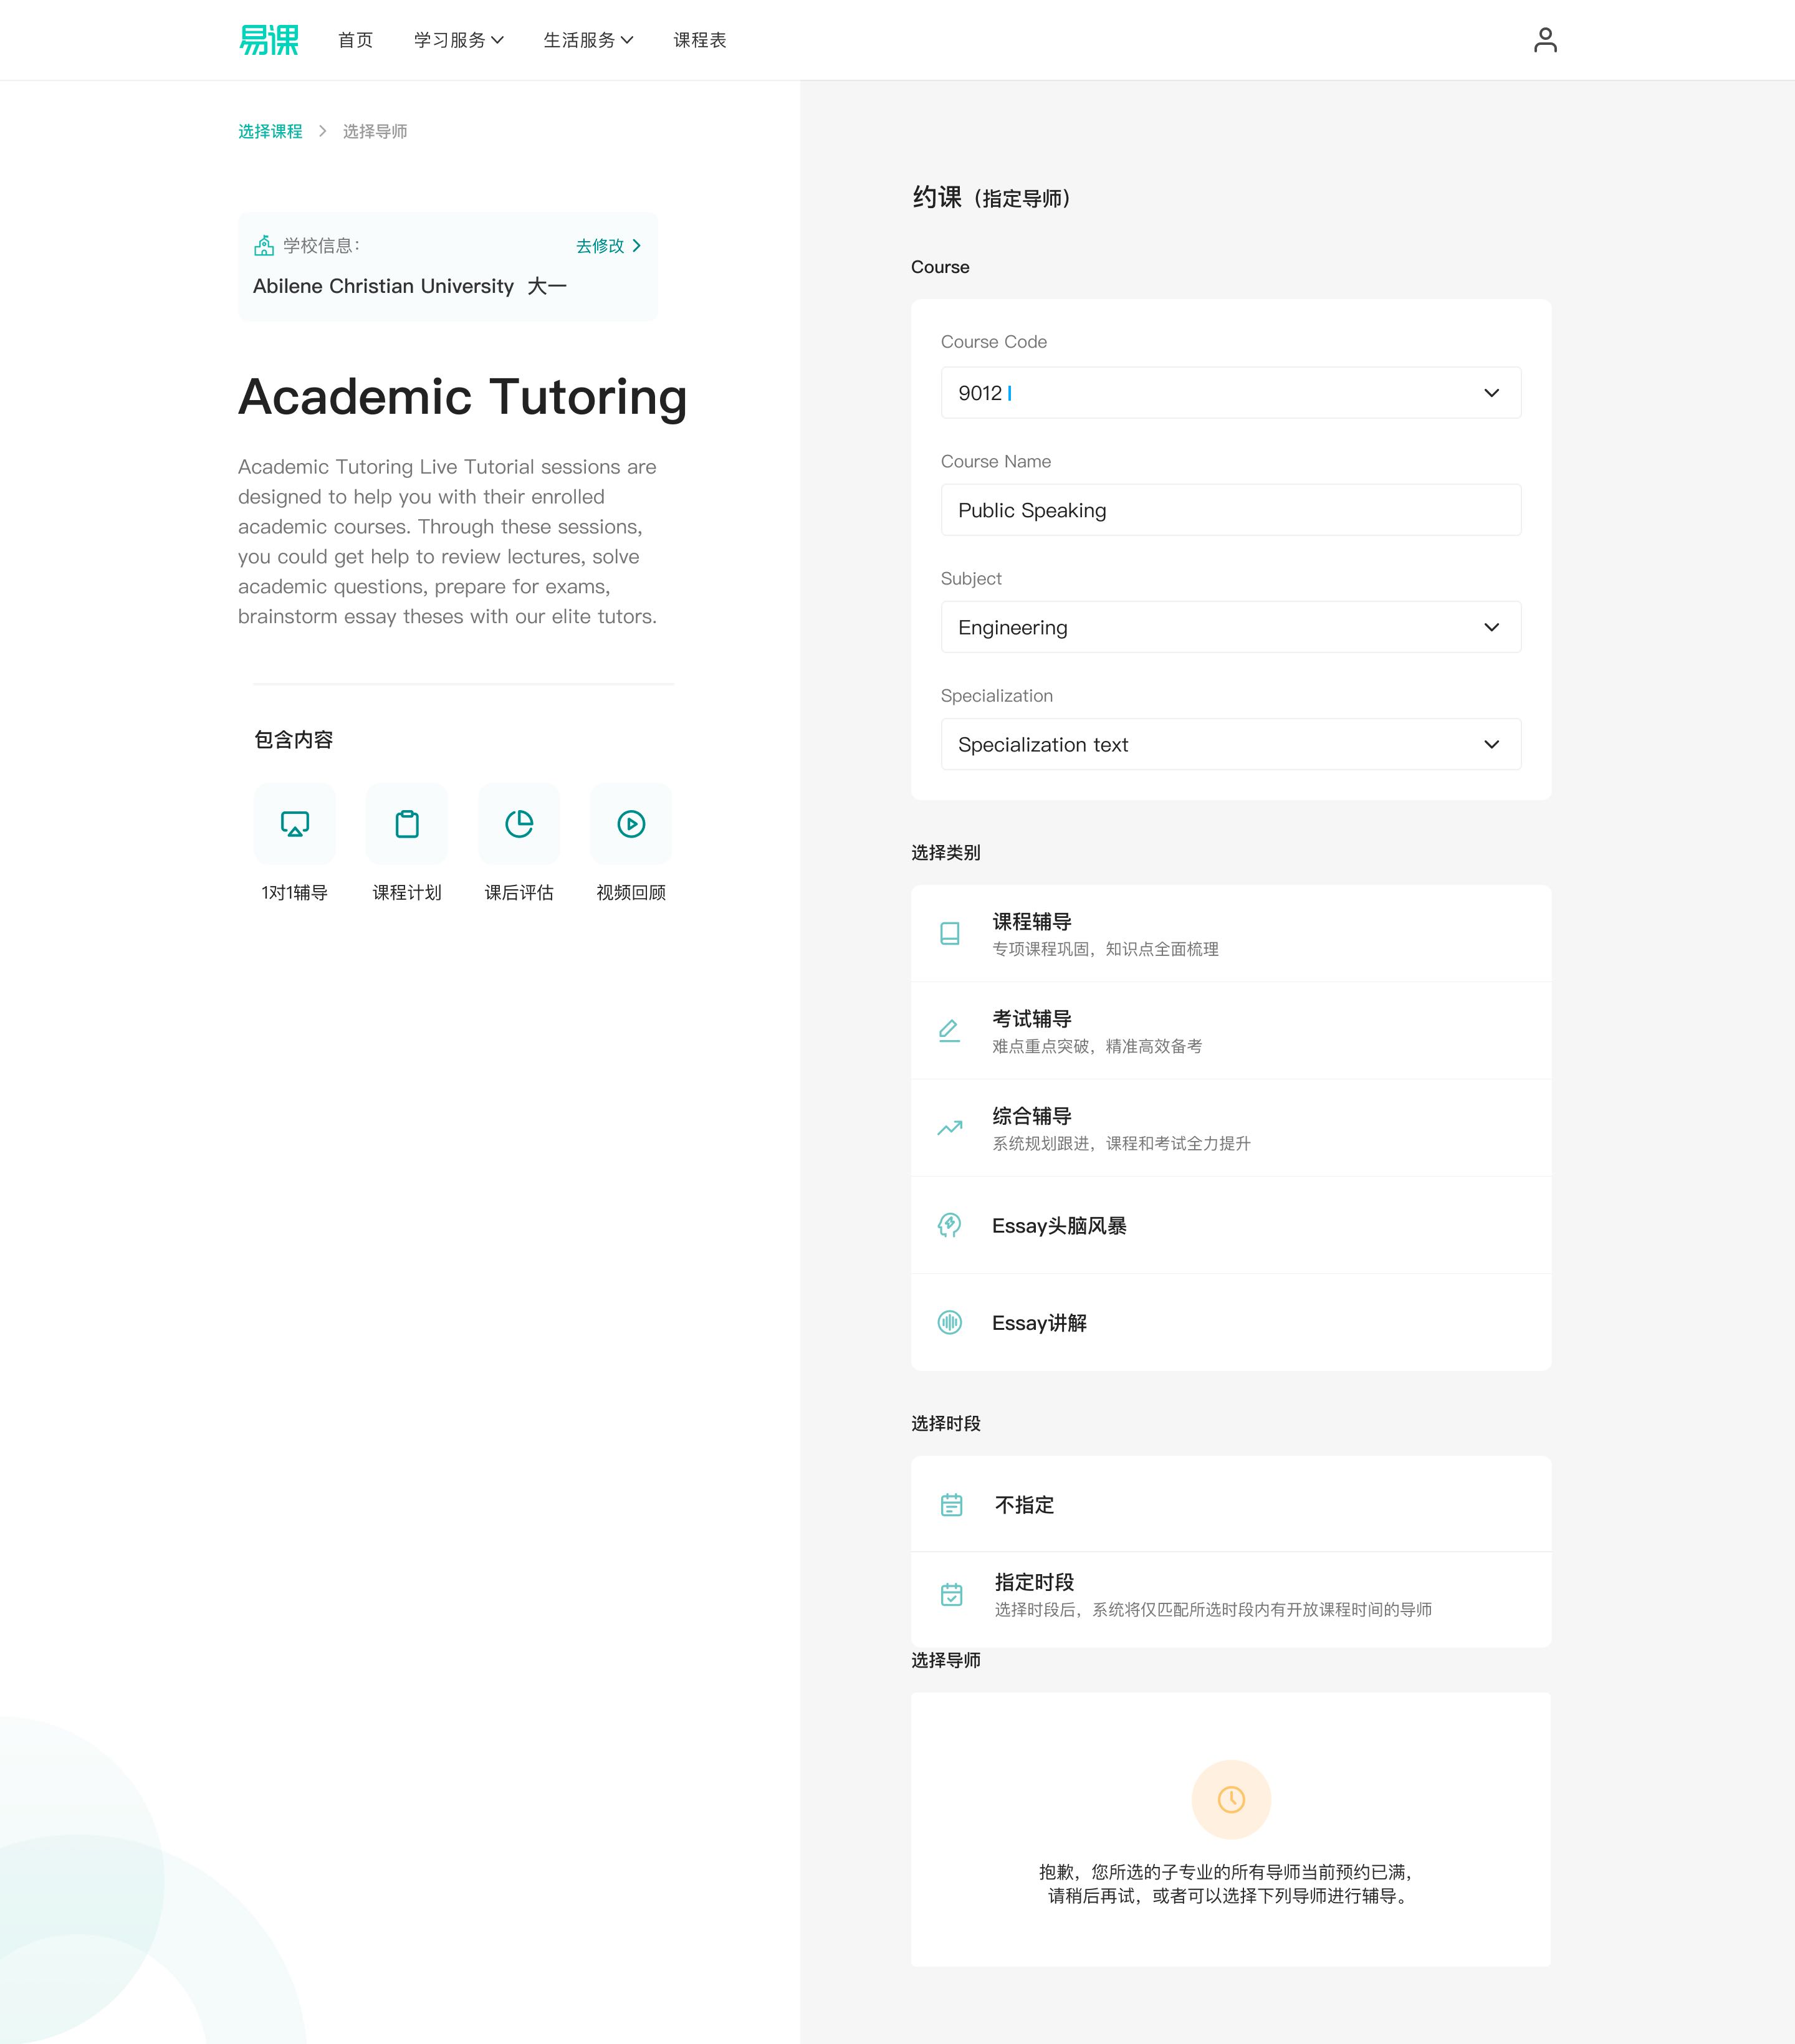 易课
首页
学习服务
生活服务
课程表
选择课程
选择导师
学校信息：
去修改
Abilene Christian University 大一
Academic Tutoring
Academic Tutoring Live Tutorial sessions are
designed to help you with their enrolled
academic courses. Through these sessions,
you could get help to review lectures, solve
academic questions, prepare for exams,
brainstorm essay theses with our elite tutors.
包含内容
1对1辅导
课程计划
课后评估
视频回顾
约课（指定导师）
Course
Course Code
9012
Course Name
Public Speaking
Subject
Engineering
Specialization
Specialization text
选择类别
课程辅导
专项课程巩固，知识点全面梳理
考试辅导
难点重点突破，精准高效备考
综合辅导
系统规划跟进，课程和考试全力提升
Essay头脑风暴
Essay讲解
选择时段
不指定
指定时段
选择时段后，系统将仅匹配所选时段内有开放课程时间的导师
选择导师
抱歉，您所选的子专业的所有导师当前预约已满，
请稍后再试，或者可以选择下列导师进行辅导。